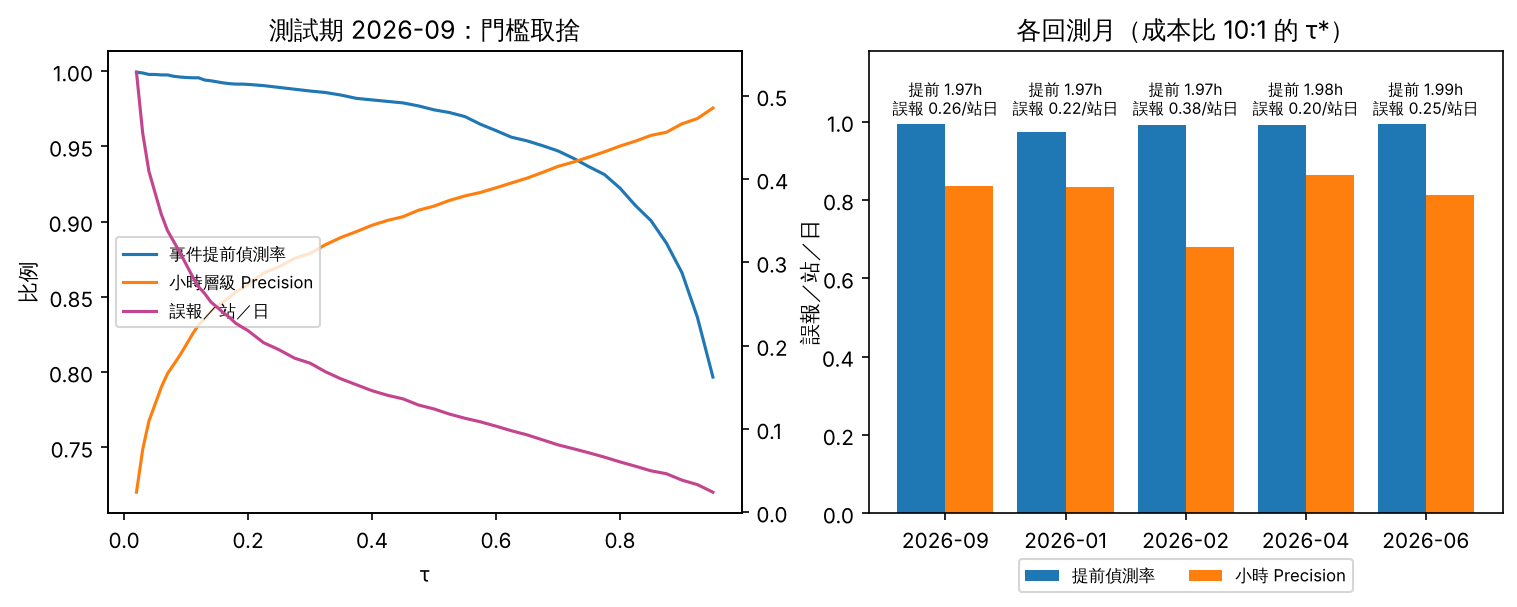 測試期 2026-09：門檻取捨
1.00
0.95
0.90
0.85
0.80
0.75
比例
事件提前偵測率
小時層級 Precision
誤報／站／日
0.5
0.4
0.3
0.2
0.1
0.0
誤報／站／日
0.0
0.2
0.4
0.6
0.8
τ
各回測月（成本比 10:1 的 τ*）
1.0
0.8
0.6
0.4
0.2
0.0
提前 1.97h
誤報 0.26/站日
提前 1.97h
誤報 0.22/站日
提前 1.97h
誤報 0.38/站日
提前 1.98h
誤報 0.20/站日
提前 1.99h
誤報 0.25/站日
2026-09
2026-01
2026-02
2026-04
2026-06
提前偵測率
小時 Precision